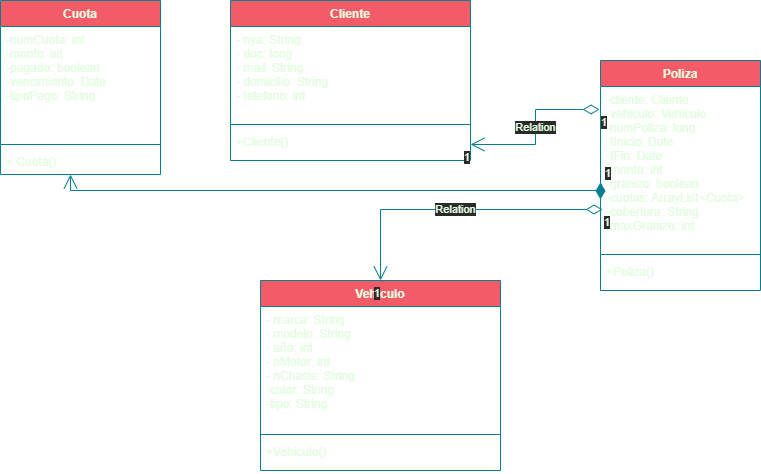 Cuota
-numCuota: int
-monto: int
-pagado: boolean
-vencimiento: Date
-tipoPago: String
+ Cuota()
Cliente
- nya: String
- doc: long
- mail: String
- domicilio: String
- telefono: int
+Cliente()
1
Relation
Poliza
-cliente: Cliente
-vehiculo: Vehiculo
1
-numPoliza: long
-fInicio: Date
-fFin: Date
-monto: int
1
-granizo: boolean
-cuotas: ArrayList<Cuota>
-cobertura: String
-maxGranizo: int
1
+Poliza()
Relation
Vehiculo
1
- marca: String
- modelo: String
- año: int
- nMotor: int
- nChasis: String
-color: String
-tipo: String
+Vehiculo()